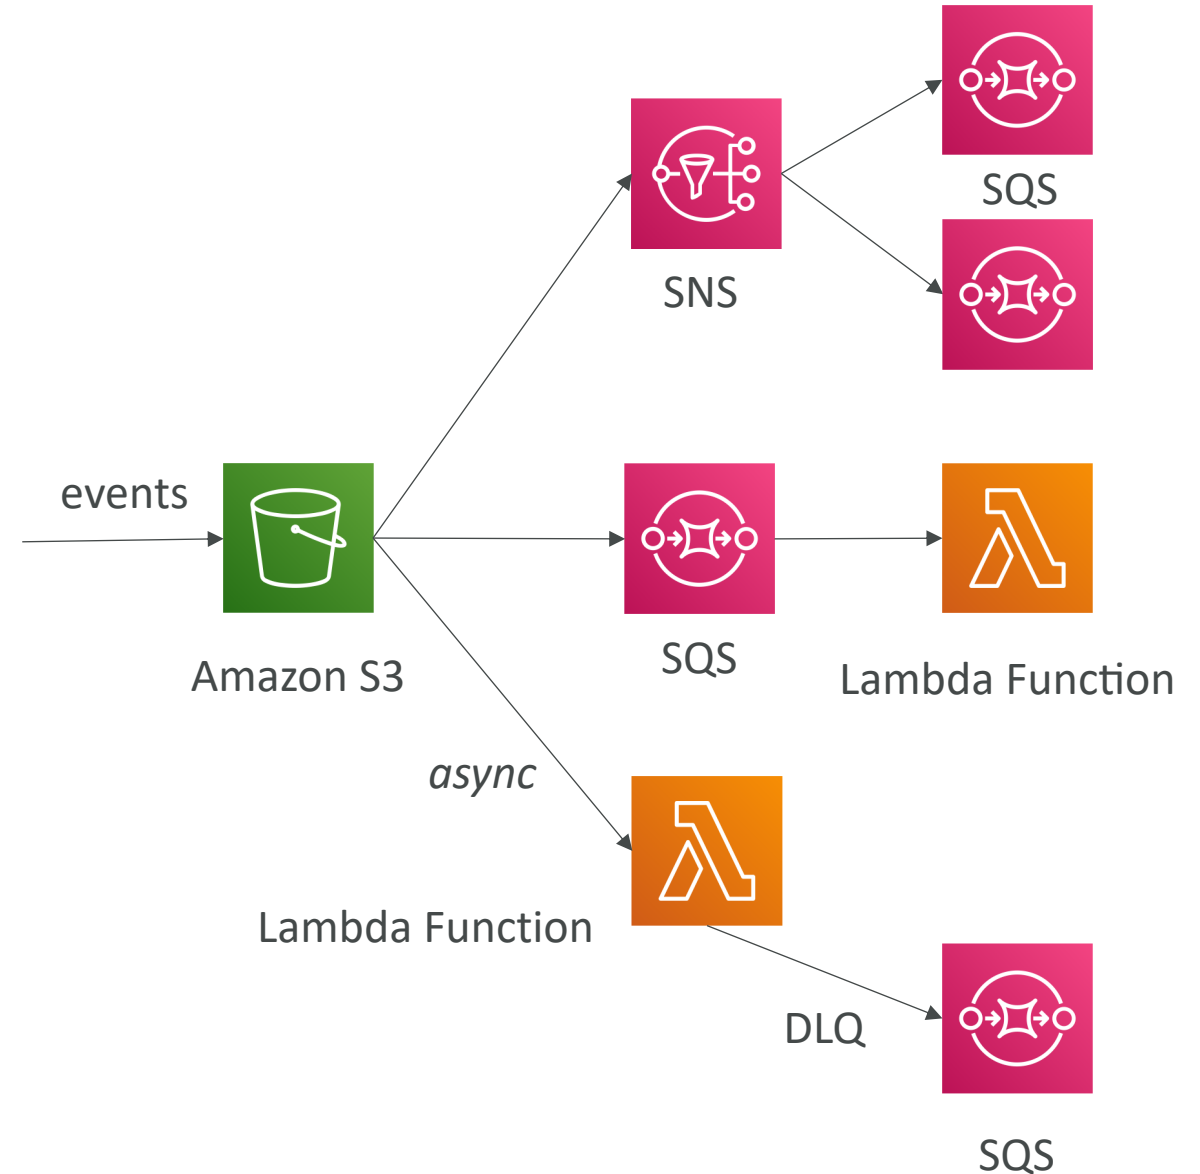 SQS
SNS
events
Amazon S3
SQS
Lambda Function
async
Lambda Function
DLQ
SQS